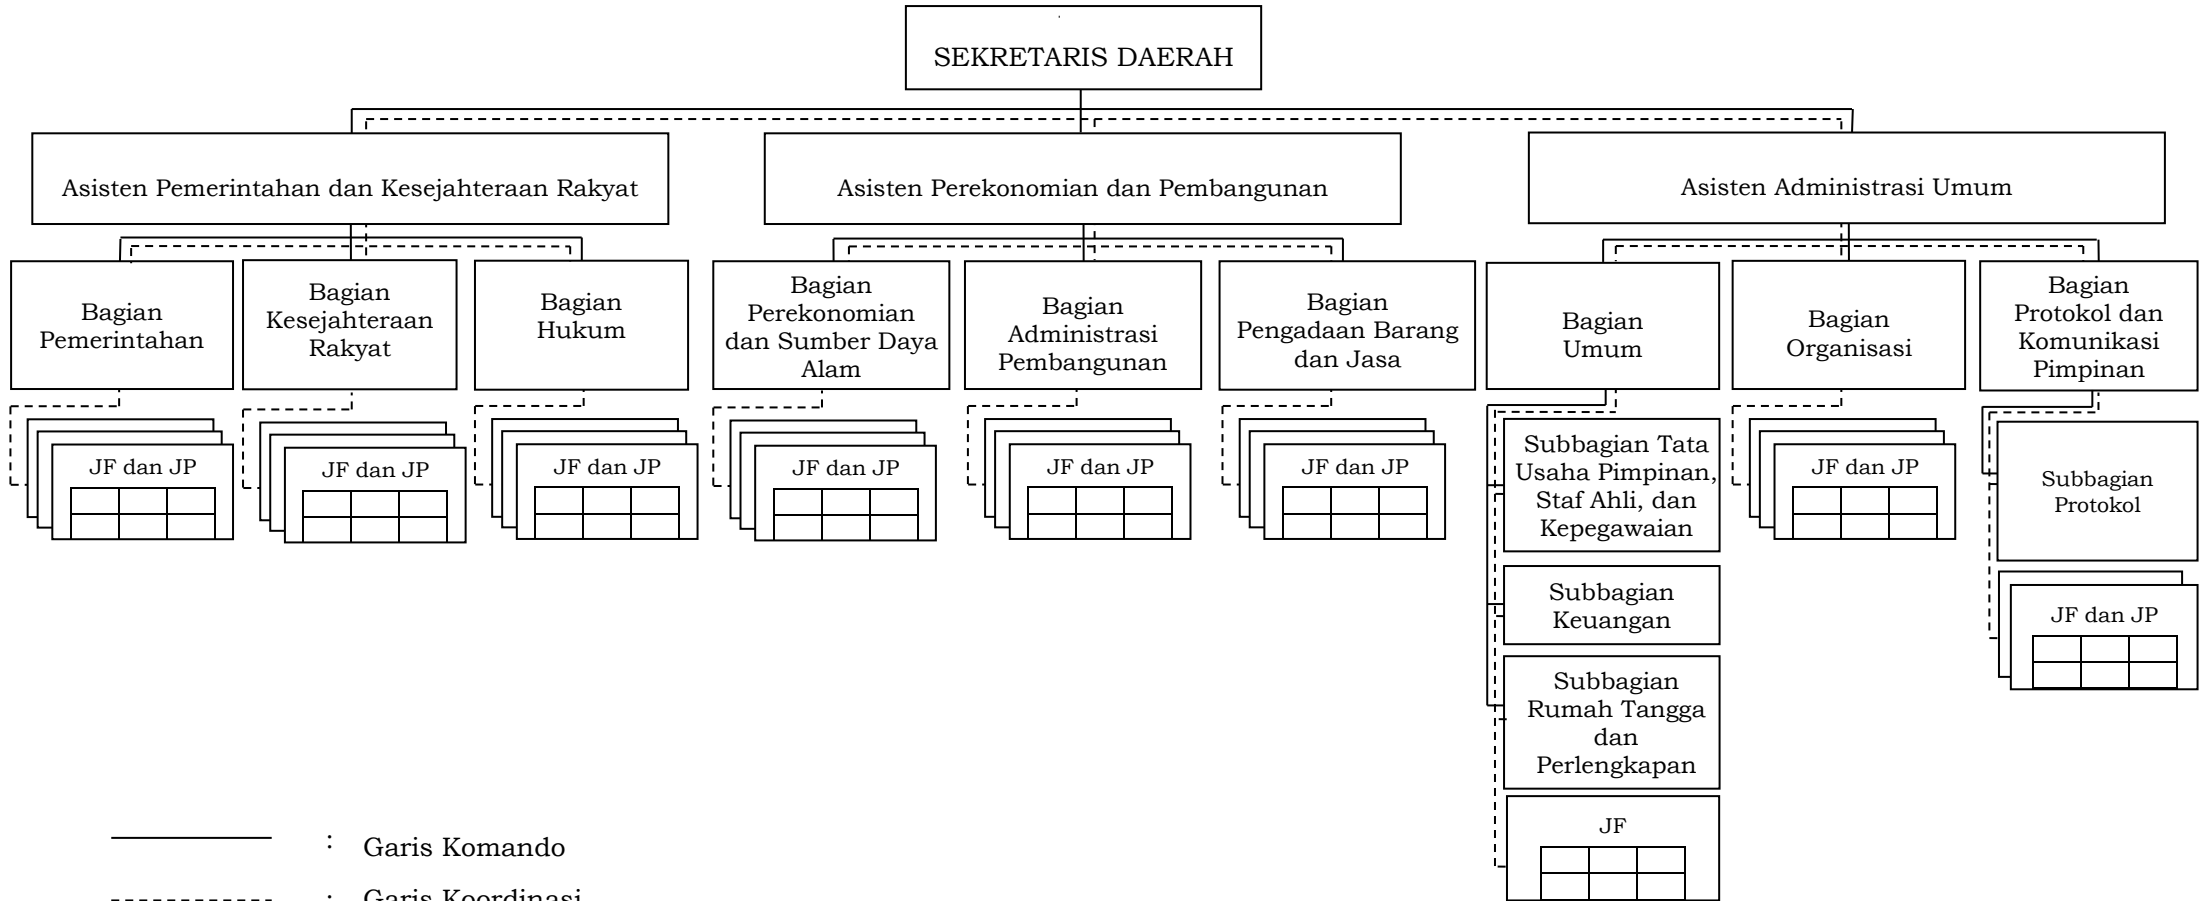 SEKRETARIS DAERAH
Asisten Pemerintahan dan Kesejahteraan Rakyat
Asisten Perekonomian dan Pembangunan
Asisten Administrasi Umum
Bagian
Pemerintahan
Bagian
Kesejahteraan
Rakyat
Bagian
Hukum
Bagian
Perekonomian
dan Sumber Daya
Alam
Bagian
Administrasi
Pembangunan
Bagian
Pengadaan Barang
dan Jasa
Bagian
Umum
Bagian
Organisasi
Bagian
Protokol dan
Komunikasi
Pimpinan
JF dan JP
JF dan JP
JF dan JP
JF dan JP
JF dan JP
JF dan JP
Subbagian Tata
Usaha Pimpinan,
Staf Ahli, dan
Kepegawaian
JF dan JP
Subbagian
Protokol
Subbagian
Keuangan
JF dan JP
Subbagian
Rumah Tangga
dan
Perlengkapan
JF
: Garis Komando
: Garis Koordinasi